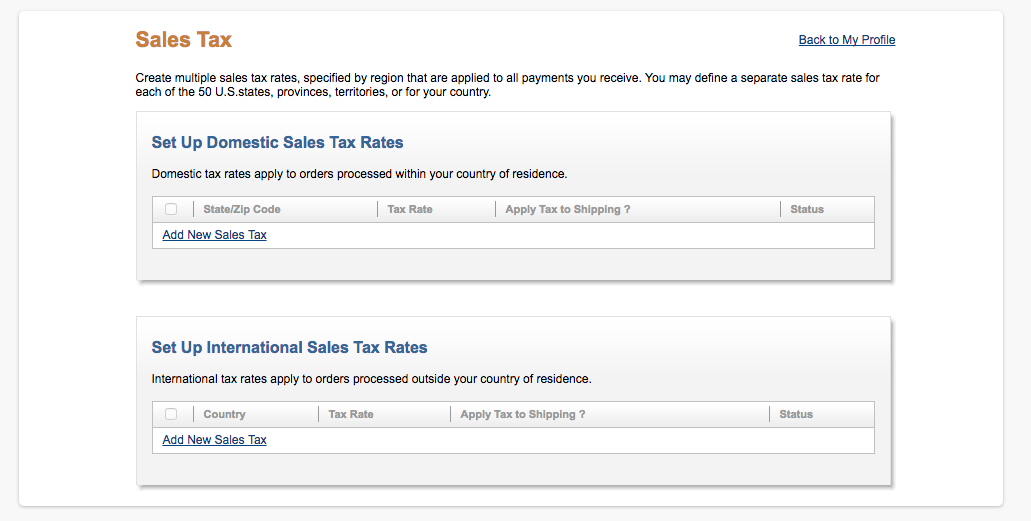 Sales Tax
Back to My Profile
Create multiple sales tax rates, specified by region that are applied to all payments you receive. You may define a separate sales tax rate for
each of the 50 U.S.states, provinces, territories, or for your country.
Set Up Domestic Sales Tax Rates
Domestic tax rates apply to orders processed within your country of residence.
State/Zip Code Tax Rate Apply Tax to Shipping ? Status
Add New Sales Tax
Set Up International Sales Tax Rates
International tax rates apply to orders processed outside your country of residence.
Country Tax Rate Apply Tax to Shipping ? Status
Add New Sales Tax